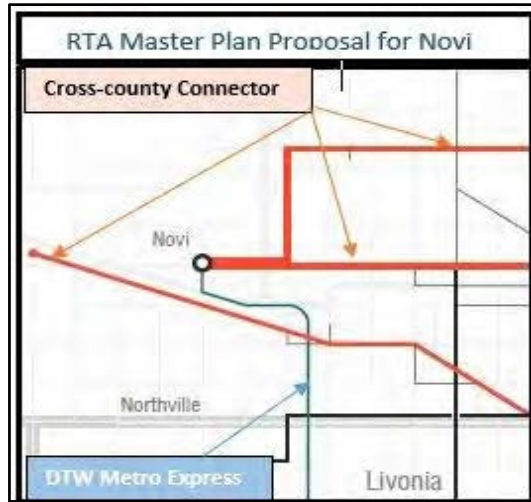 RTA Master Plan Proposal for Novi
Cross-county Connector
Novi
Northville
DTW Metro Express
Livonia